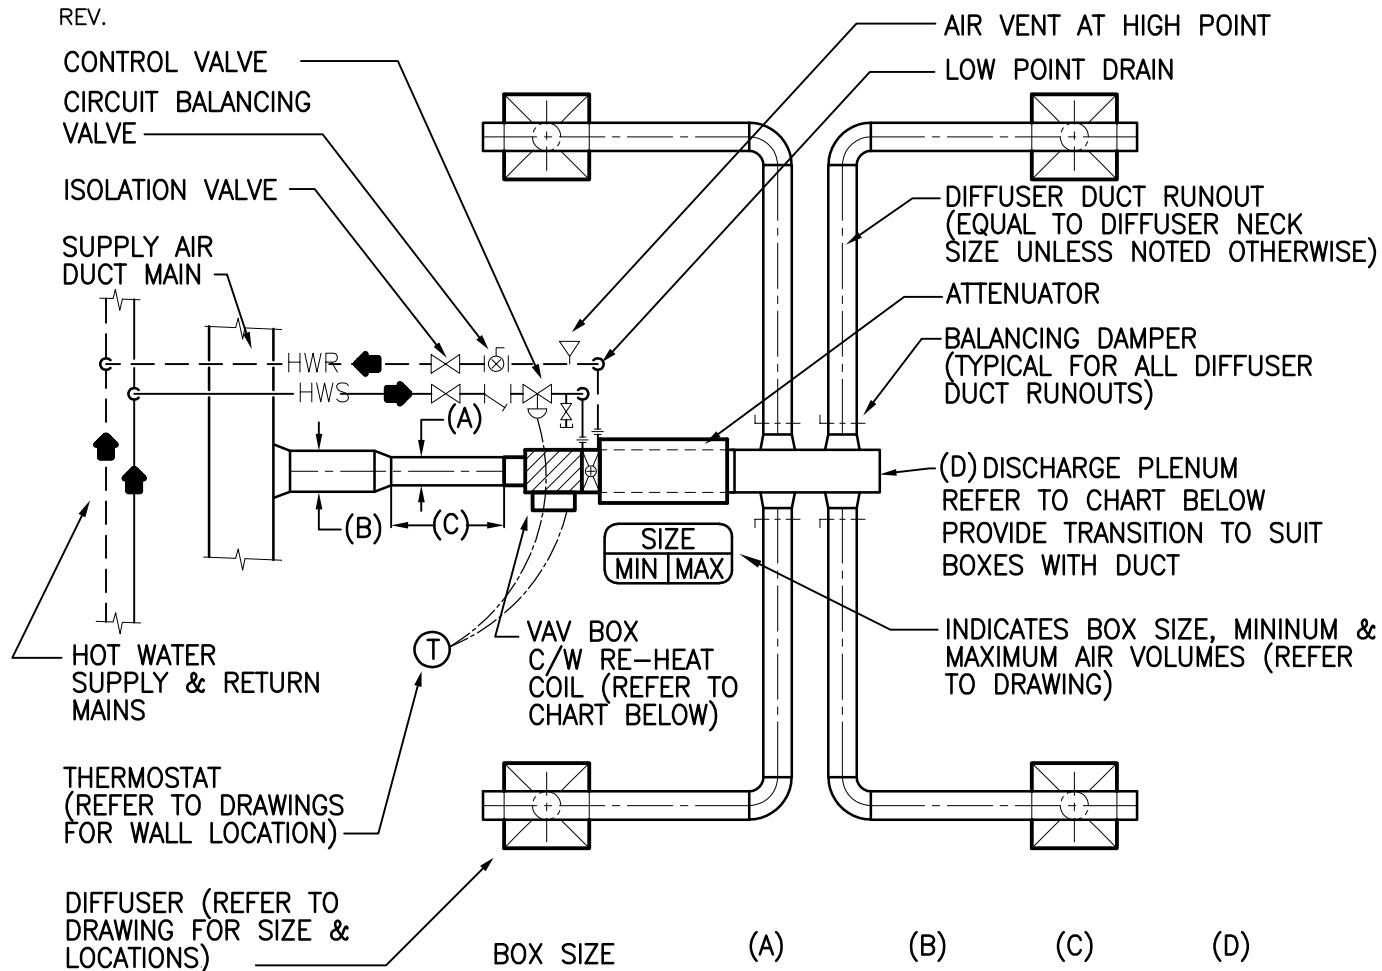 REV.
CONTROL VALVE
CIRCUIT BALANCING
VALVE
ISOLATION VALVE
SUPPLY AIR
DUCT MAIN
AIR VENT AT HIGH POINT
LOW POINT DRAIN
DIFFUSER DUCT RUNOUT
(EQUAL TO DIFFUSER NECK
SIZE UNLESS NOTED OTHERWISE)
ATTENUATOR
BALANCING DAMPER
(TYPICAL FOR ALL DIFFUSER
DUCT RUNOUTS)
HWR
HWS
(A)
(B)
(C)
(D) DISCHARGE PLENUM
REFER TO CHART BELOW
PROVIDE TRANSITION TO SUIT
BOXES WITH DUCT
SIZE
MIN MAX
INDICATES BOX SIZE, MININUM &
MAXIMUM AIR VOLUMES (REFER
TO DRAWING)
T
VAV BOX
C/W RE-HEAT
COIL (REFER TO
CHART BELOW)
HOT WATER
SUPPLY & RETURN
MAINS
THERMOSTAT
(REFER TO DRAWINGS
FOR WALL LOCATION)
DIFFUSER (REFER TO
DRAWING FOR SIZE &
LOCATIONS)
BOX SIZE (A) (B) (C) (D)